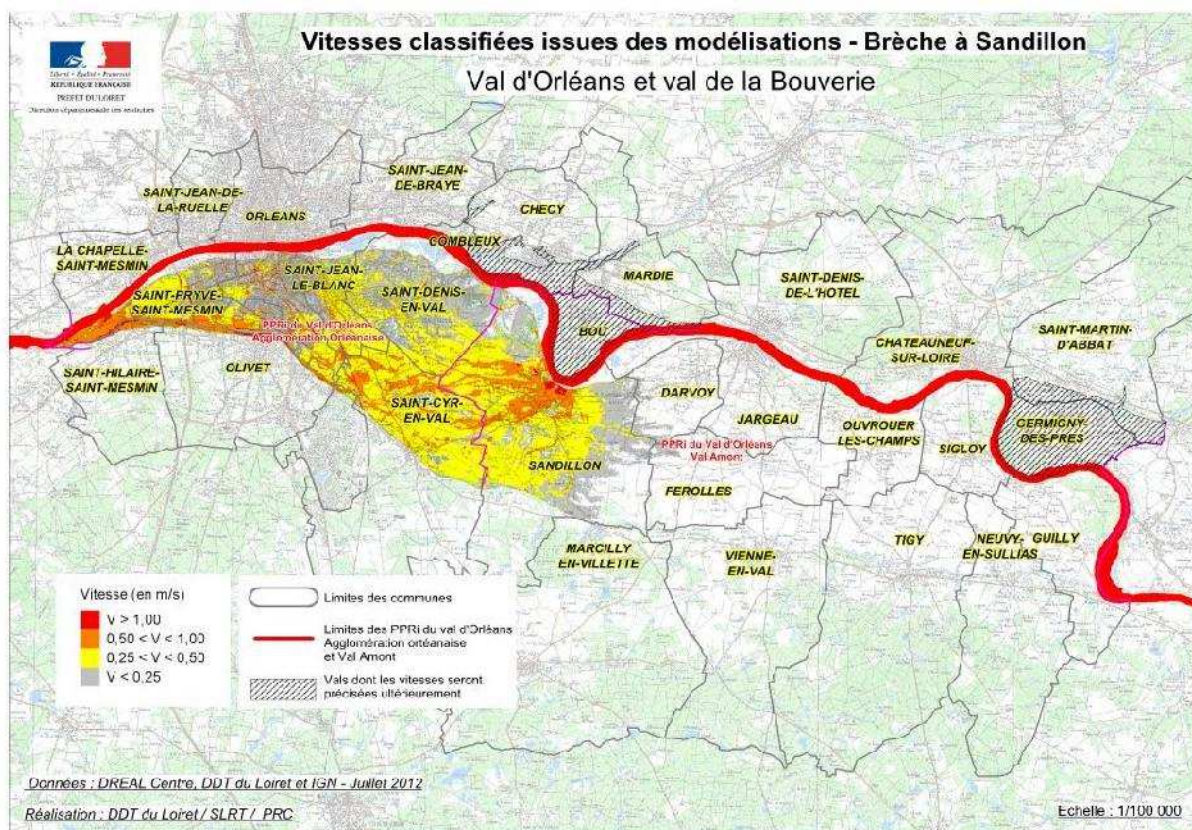 Vitesses classifiées issues des modélisations - Brèche à Sandillon
Val d'Orléans et val de la Bouverie
Liberté • Égalité • Fraternité
RÉPUBLIQUE FRANÇAISE
PREFET DU LOIRET
SAINT-JEAN-
DE-BRAYE
SAINT-JEAN-DE-
LA-RUELLE
ORLEANS
CHECY
COMBLEUX
LA CHAPELLE-
SAINT-MESMIN
SAINT-JEAN-
LE-BLANC
MARDIE
SAINT-DENIS-
DE-L'HOTEL
SAINT-PRYVE-
SAINT-MESMIN
SAINT-DENIS-
EN-VAL
PPRi du Val d'Orléans
Agglomération Orléanaise
BOU
SAINT-MARTIN-
D'ABBAT
CHATEAUNEUF-
SUR-LOIRE
SAINT-HILAIRE-
SAINT-MESMIN
OLIVET
DARVOY
SAINT-CYR-
EN-VAL
JARGEAU
OUVROUER
LES-CHAMPS
GERMIGNY-
DES-PRES
PPRi du Val d'Orléans
Val Amont
SIGLOY
SANDILLON
FEROLLES
MARCILLY
EN-VILLETTE
VIENNE-
EN-VAL
TIGY
NEUVY-
EN-SULLIAS
GUILLY
Vitesse (en m/s)
V > 1,00
0,50 < V < 1,00
0,25 < V < 0,50
V < 0,25
Limites des communes
Limites des PPRi du val d'Orléans
Agglomération orléanaise
et Val Amont
Vals dont les vitesses seront
précisées ultérieurement
Données : DREAL Centre, DDT du Loiret et IGN - Juillet 2012
Réalisation : DDT du Loiret / SLRT / PRC
Echelle : 1/100 000